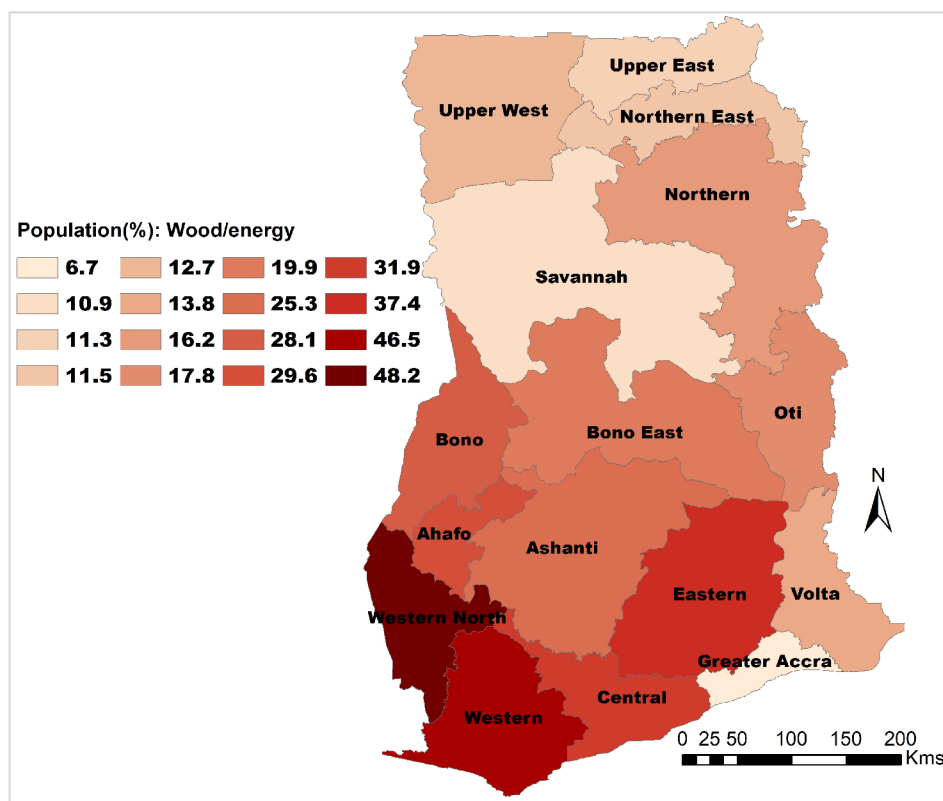 Upper East
Upper West
Northern East
Northern
Population(%): Wood/energy
6.7 12.7 19.9 31.9
10.9 13.8 25.3 37.4
11.3 16.2 28.1 46.5
11.5 17.8 29.6 48.2
Savannah
Oti
Bono
Bono East
N
Ahafo
Ashanti
Eastern
Volta
Western North
Greater Accra
Central
Western
0 25 50 100 150 200
Kms